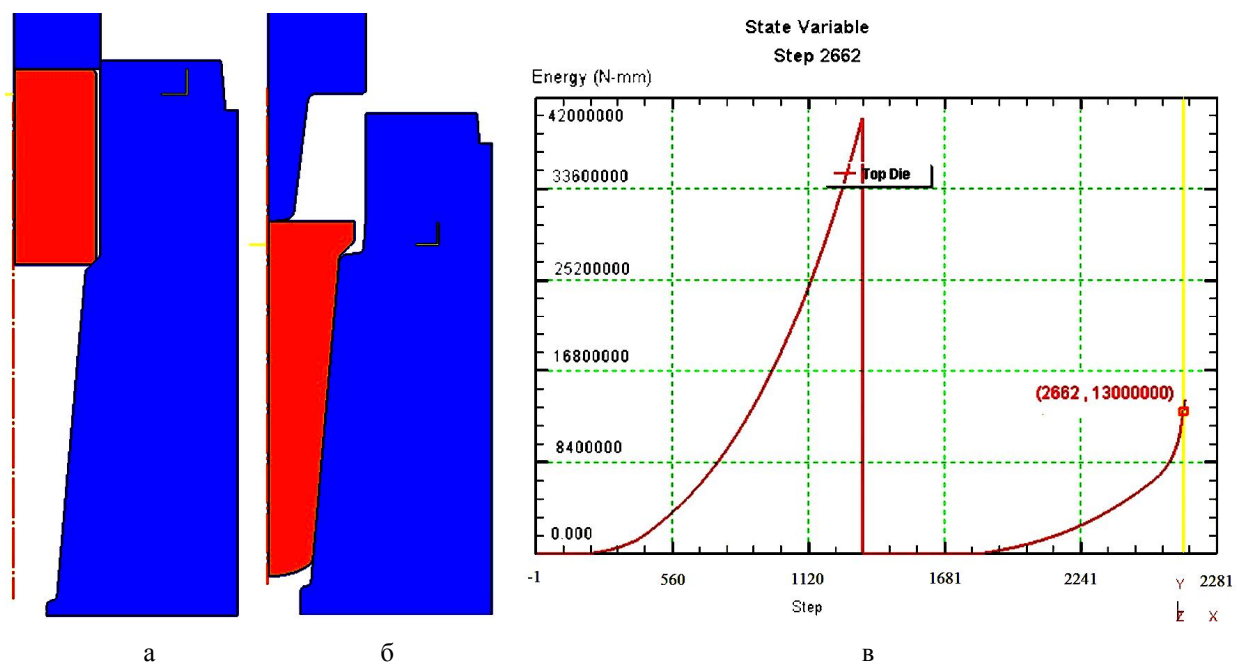 State Variable
Step 2662
Energy (N-mm)
42000000
33600000
Top Die
25200000
16800000
(2662 , 13000000)
8400000
0.000
-1 560 1120 1681 2241 2281
Step
Y
Z X
а б в